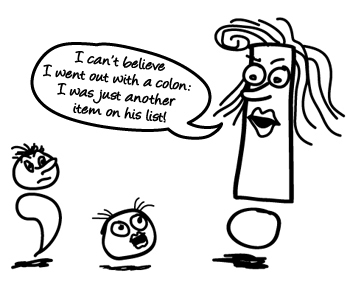 I can't believe
I went out with a colon:
I was just another
item on his list!